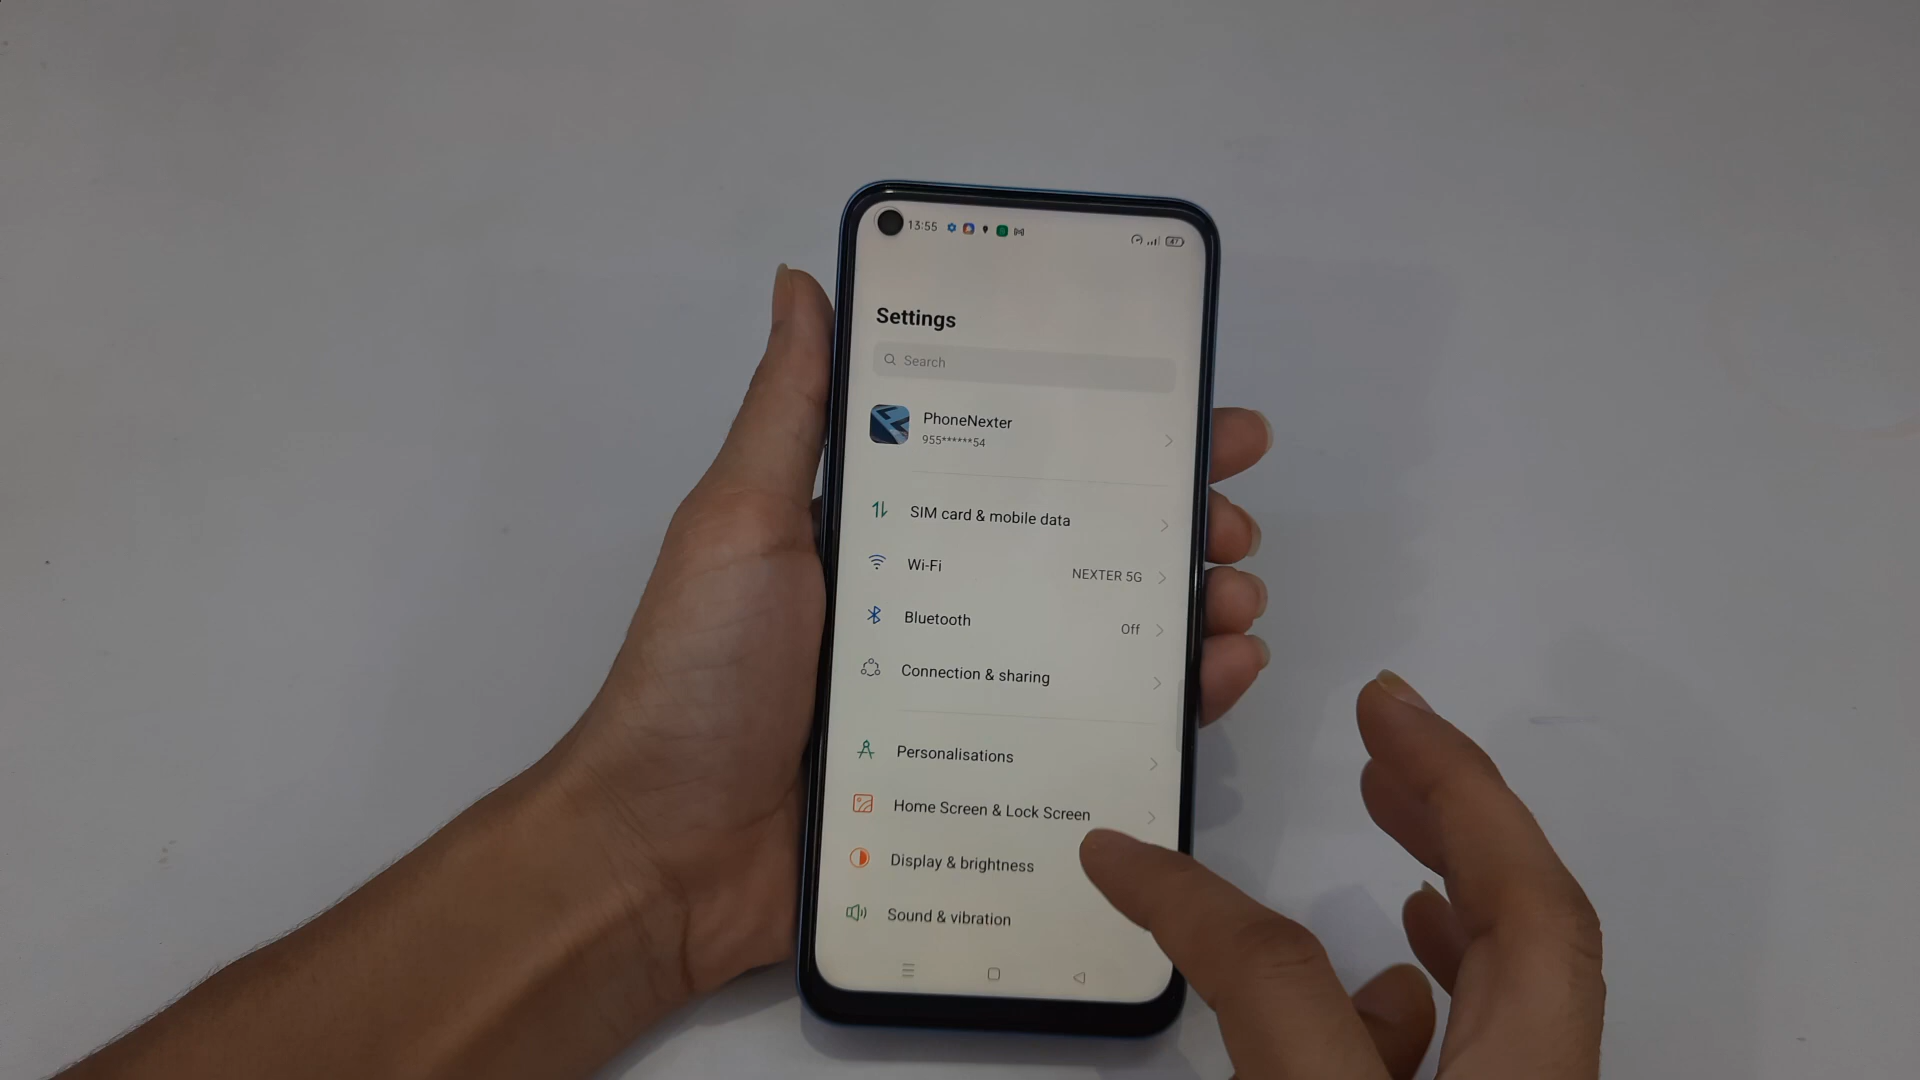 13:55
47
Settings
Search
PhoneNexter
955******54
SIM card & mobile data
Wi-Fi NEXTER 5G
Bluetooth Off
Connection & sharing
Personalisations
Home Screen & Lock Screen
Display & brightness
Sound & vibration